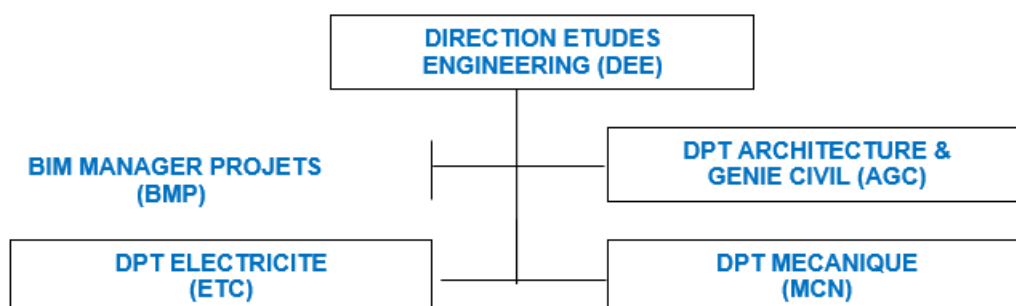 DIRECTION ETUDES
ENGINEERING (DEE)
BIM MANAGER PROJETS
(BMP)
DPT ARCHITECTURE &
GENIE CIVIL (AGC)
DPT ELECTRICITE
(ETC)
DPT MECANIQUE
(MCN)